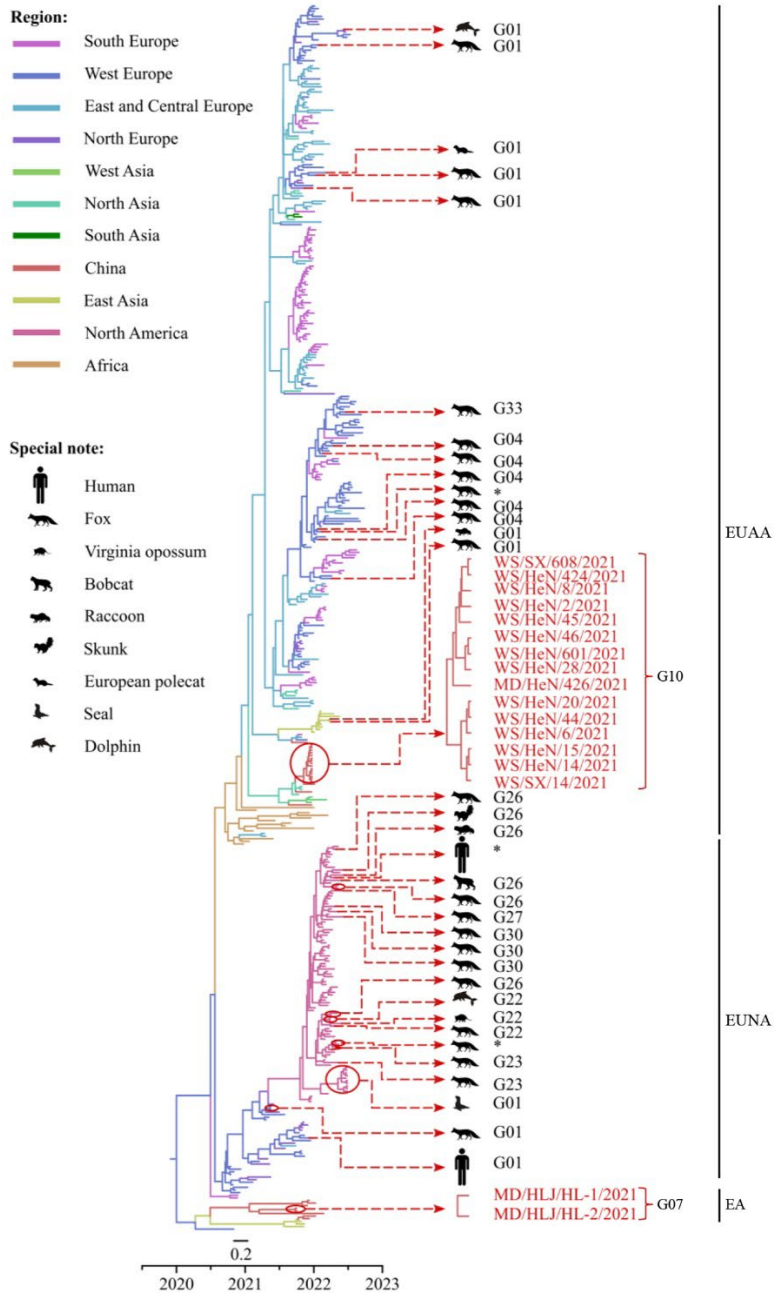 Region:
South Europe
West Europe
East and Central Europe
North Europe
West Asia
North Asia
South Asia
China
East Asia
North America
Africa
Special note:
Human
Fox
Virginia opossum
Bobcat
Raccoon
Skunk
European polecat
Seal
Dolphin
G01
G01
G01
G01
G01
G33
G04
G04
G04
*
G04
G04
G01
G01
WS/SX/608/2021
WS/HeN/424/2021
WS/HeN/8/2021
WS/HeN/2/2021
WS/HeN/45/2021
WS/HeN/46/2021
WS/HeN/601/2021
WS/HeN/28/2021
MD/HeN/426/2021
WS/HeN/20/2021
WS/HeN/44/2021
WS/HeN/6/2021
WS/HeN/15/2021
WS/HeN/14/2021
WS/SX/14/2021
G10
EUAA
G26
G26
G26
*
G26
G26
G27
G30
G30
G30
G26
G22
G22
G22
*
G23
G23
G01
G01
G01
EUNA
MD/HLJ/HL-1/2021
MD/HLJ/HL-2/2021
G07
EA
0.2
2020 2021 2022 2023